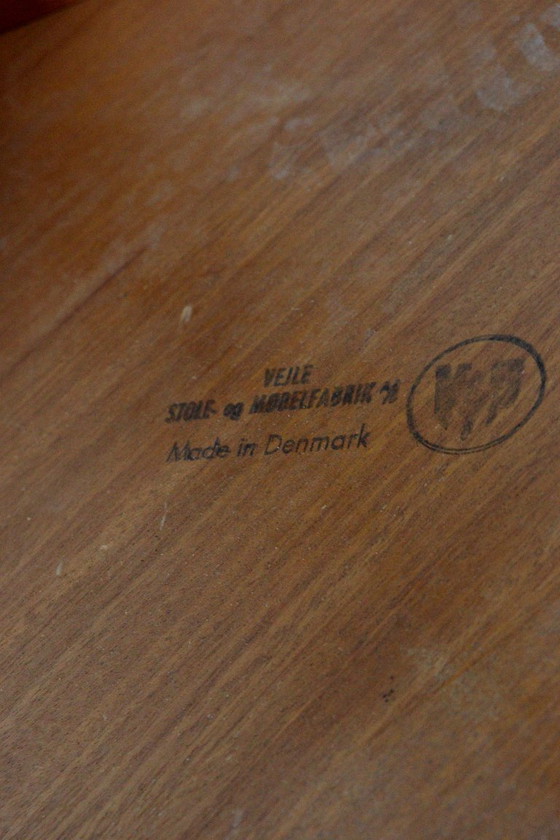 VEJLE
STOLE- og MØBELFABRIK A/S
Made in Denmark